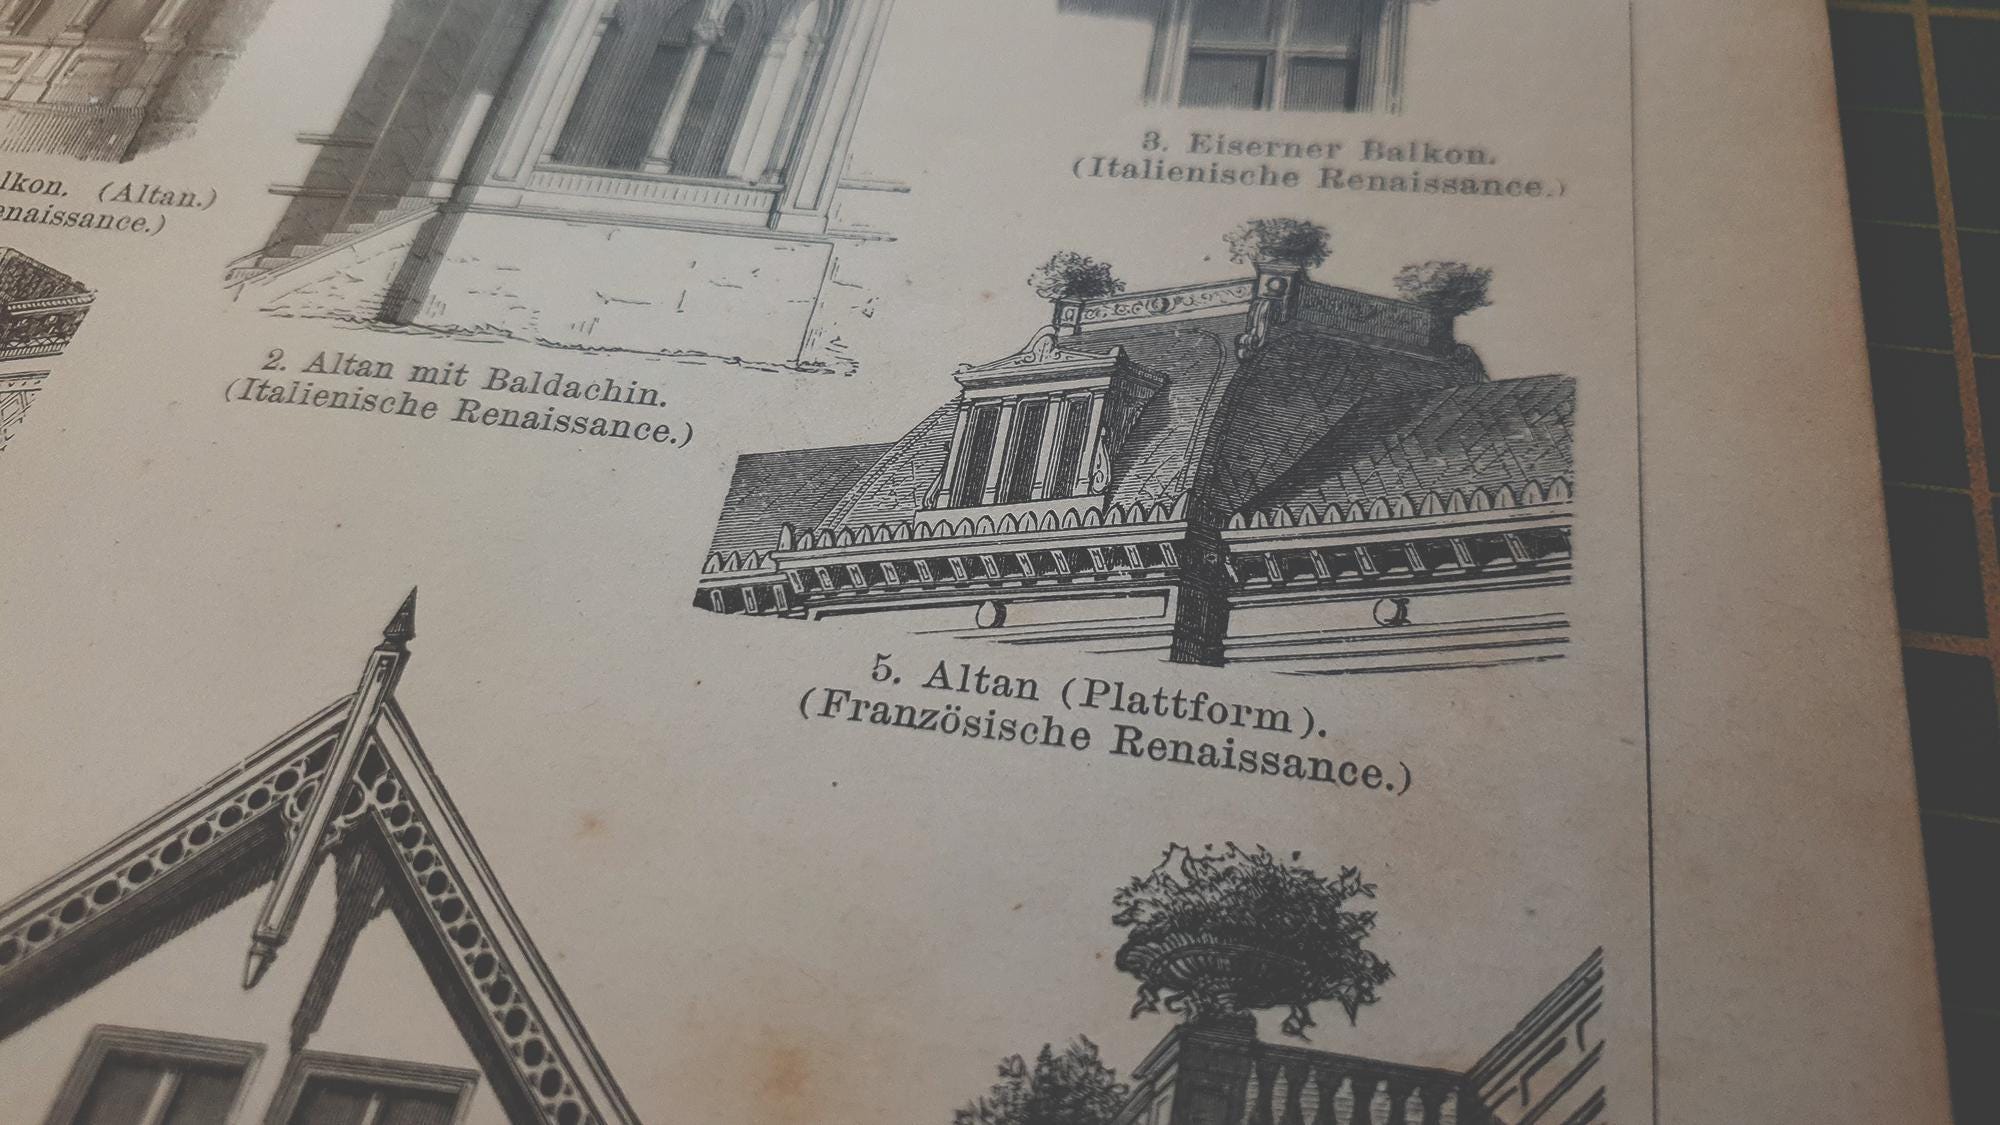 3. Eiserner Balkon.
(Italienische Renaissance.)
(Altan.)
2. Altan mit Baldachin.
(Italienische Renaissance.)
5. Altan (Plattform).
(Französische Renaissance.)